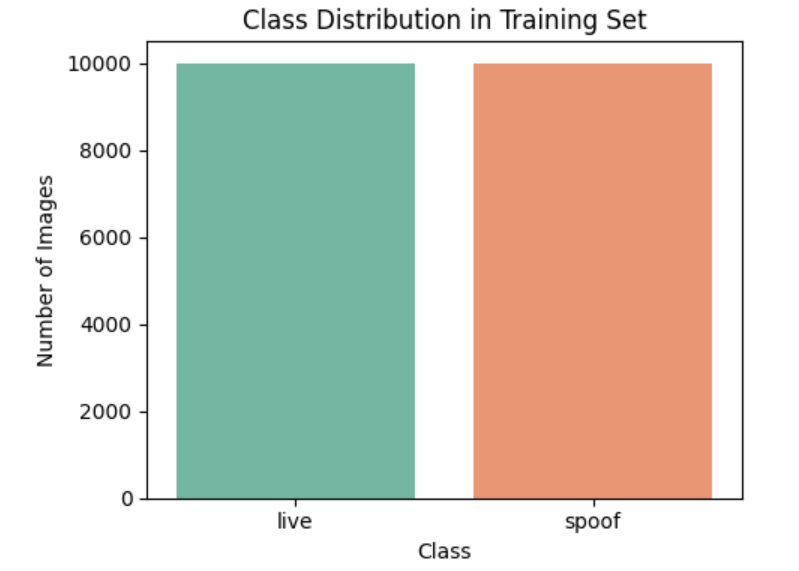 Class Distribution in Training Set
10000
8000
6000
4000
2000
0
Number of Images
live
spoof
Class